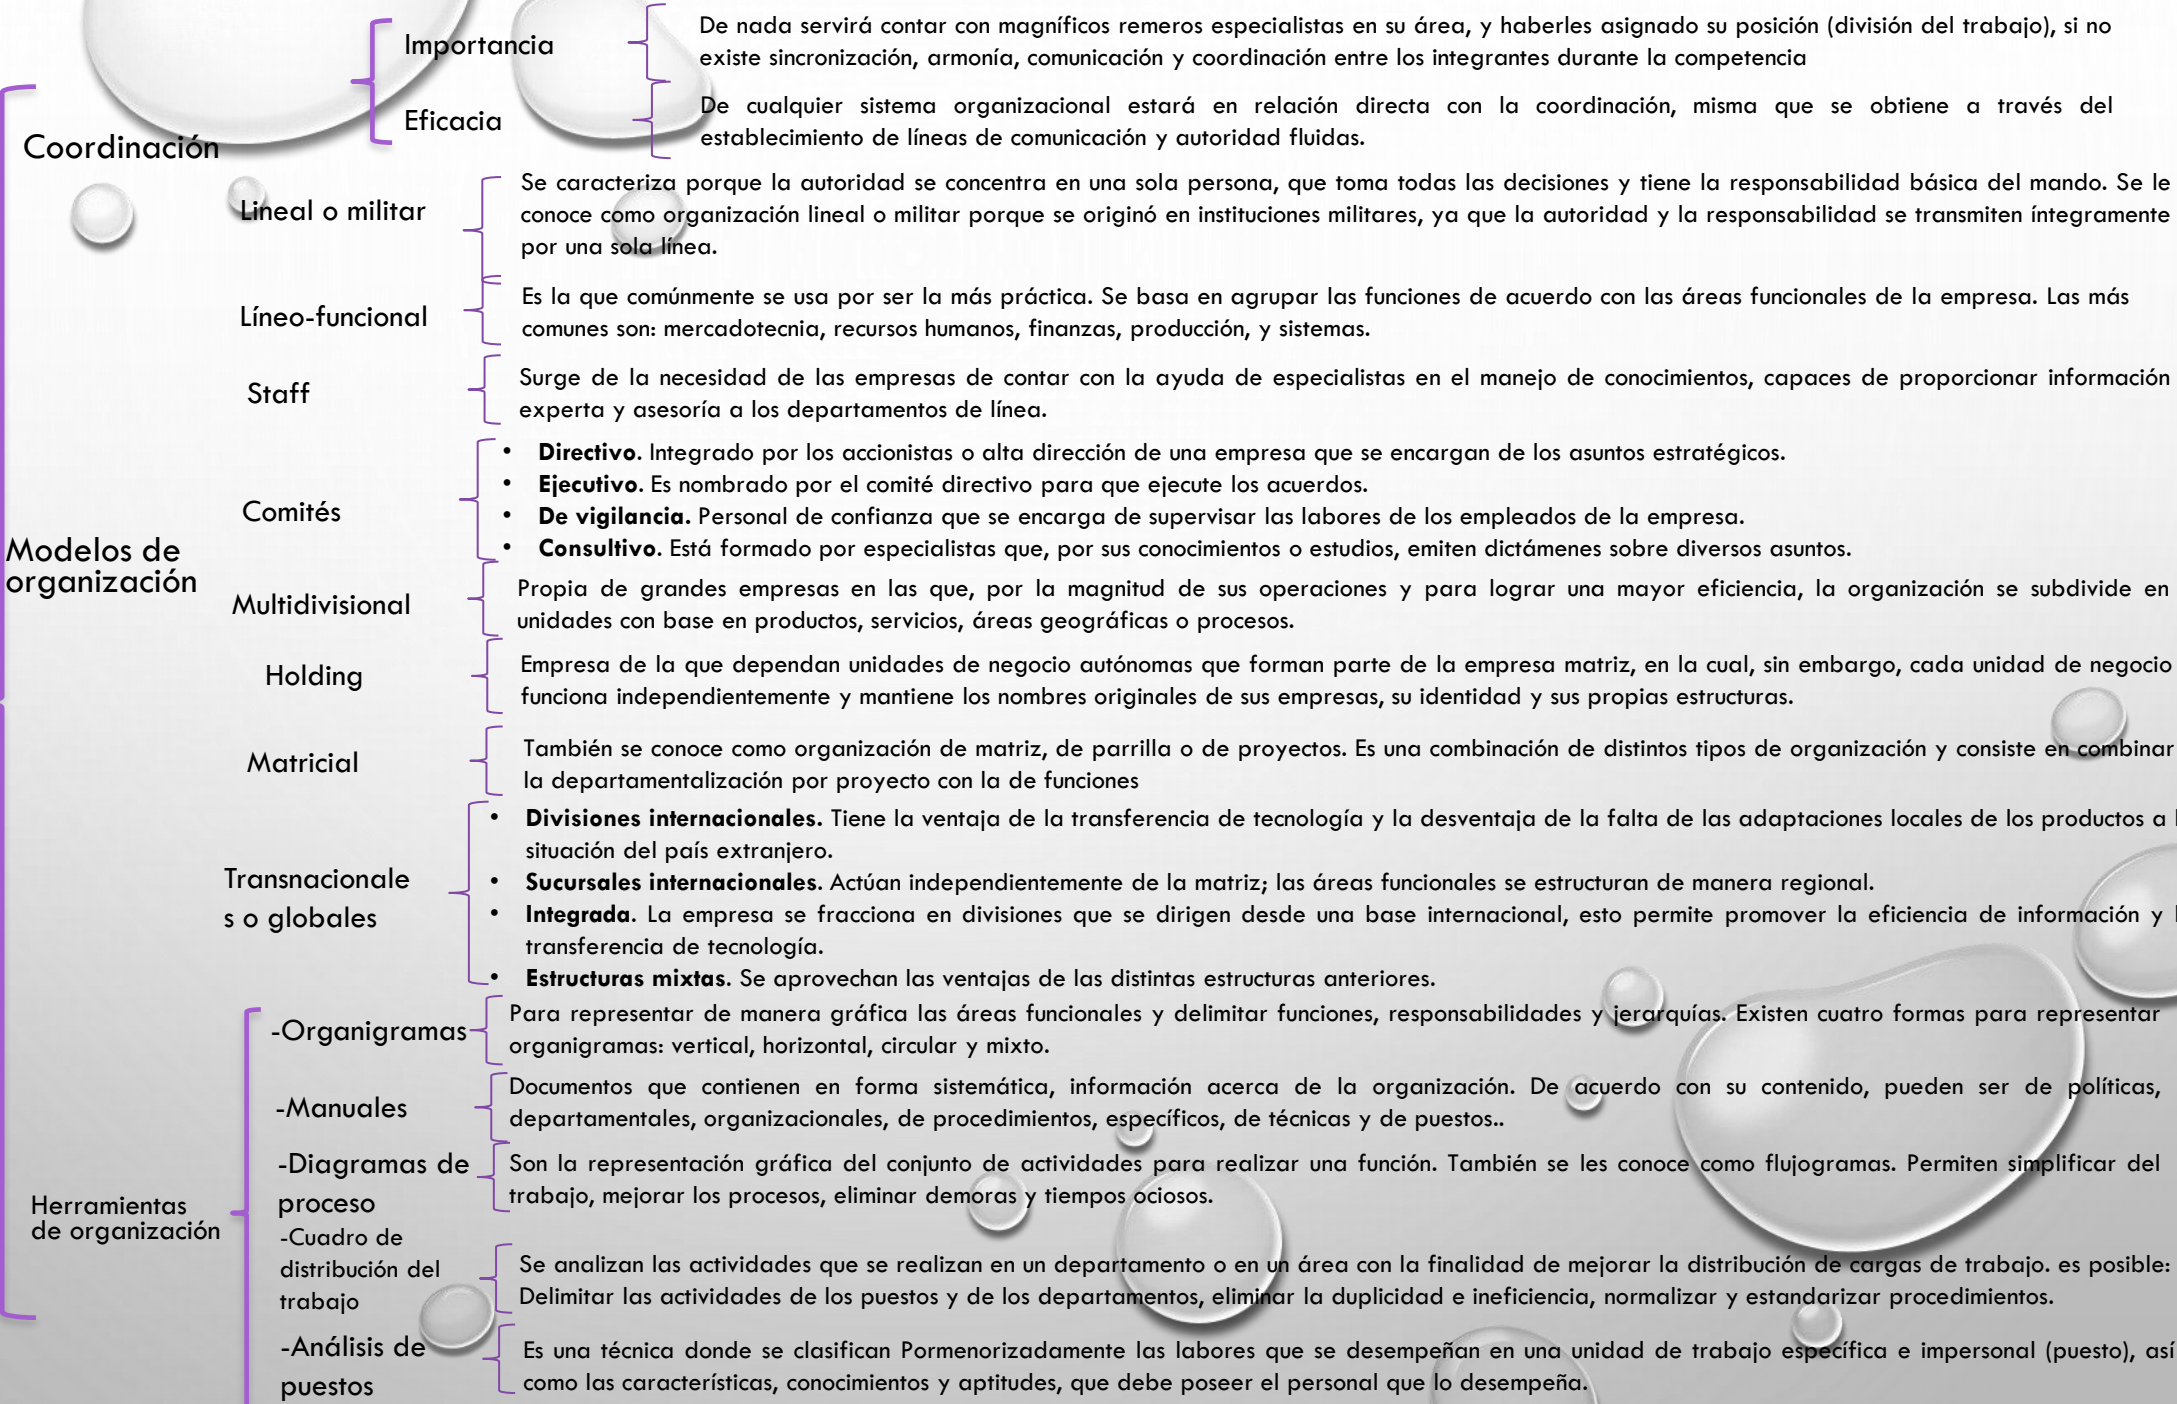 Importancia
De nada servirá contar con magníficos remeros especialistas en su área, y haberles asignado su posición (división del trabajo), si no
existe sincronización, armonía, comunicación y coordinación entre los integrantes durante la competencia
Eficacia
De cualquier sistema organizacional estará en relación directa con la coordinación, misma que se obtiene a través del
establecimiento de líneas de comunicación y autoridad fluidas.
Coordinación
Lineal o militar
Se caracteriza porque la autoridad se concentra en una sola persona, que toma todas las decisiones y tiene la responsabilidad básica del mando. Se le
conoce como organización lineal o militar porque se originó en instituciones militares, ya que la autoridad y la responsabilidad se transmiten íntegramente
por una sola línea.
Líneo-funcional
Es la que comúnmente se usa por ser la más práctica. Se basa en agrupar las funciones de acuerdo con las áreas funcionales de la empresa. Las más
comunes son: mercadotecnia, recursos humanos, finanzas, producción, y sistemas.
Staff
Surge de la necesidad de las empresas de contar con la ayuda de especialistas en el manejo de conocimientos, capaces de proporcionar información
experta y asesoría a los departamentos de línea.
Comités
• Directivo. Integrado por los accionistas o alta dirección de una empresa que se encargan de los asuntos estratégicos.
• Ejecutivo. Es nombrado por el comité directivo para que ejecute los acuerdos.
• De vigilancia. Personal de confianza que se encarga de supervisar las labores de los empleados de la empresa.
• Consultivo. Está formado por especialistas que, por sus conocimientos o estudios, emiten dictámenes sobre diversos asuntos.
Modelos de
organización
Multidivisional
Propia de grandes empresas en las que, por la magnitud de sus operaciones y para lograr una mayor eficiencia, la organización se subdivide en
unidades con base en productos, servicios, áreas geográficas o procesos.
Holding
Empresa de la que dependan unidades de negocio autónomas que forman parte de la empresa matriz, en la cual, sin embargo, cada unidad de negocio
funciona independientemente y mantiene los nombres originales de sus empresas, su identidad y sus propias estructuras.
Matricial
También se conoce como organización de matriz, de parrilla o de proyectos. Es una combinación de distintos tipos de organización y consiste en combinar
la departamentalización por proyecto con la de funciones
Transnacionale
s o globales
• Divisiones internacionales. Tiene la ventaja de la transferencia de tecnología y la desventaja de la falta de las adaptaciones locales de los productos a
situación del país extranjero.
• Sucursales internacionales. Actúan independientemente de la matriz; las áreas funcionales se estructuran de manera regional.
• Integrada. La empresa se fracciona en divisiones que se dirigen desde una base internacional, esto permite promover la eficiencia de información y
transferencia de tecnología.
• Estructuras mixtas. Se aprovechan las ventajas de las distintas estructuras anteriores.
-Organigramas
Para representar de manera gráfica las áreas funcionales y delimitar funciones, responsabilidades y jerarquías. Existen cuatro formas para representar
organigramas: vertical, horizontal, circular y mixto.
-Manuales
Documentos que contienen en forma sistemática, información acerca de la organización. De acuerdo con su contenido, pueden ser de políticas,
departamentales, organizacionales, de procedimientos, específicos, de técnicas y de puestos..
-Diagramas de
proceso
Son la representación gráfica del conjunto de actividades para realizar una función. También se les conoce como flujogramas. Permiten simplificar del
trabajo, mejorar los procesos, eliminar demoras y tiempos ociosos.
Herramientas
de organización
-Cuadro de
distribución del
trabajo
Se analizan las actividades que se realizan en un departamento o en un área con la finalidad de mejorar la distribución de cargas de trabajo. es posible:
Delimitar las actividades de los puestos y de los departamentos, eliminar la duplicidad e ineficiencia, normalizar y estandarizar procedimientos.
-Análisis de
puestos
Es una técnica donde se clasifican Pormenorizadamente las labores que se desempeñan en una unidad de trabajo específica e impersonal (puesto), así
como las características, conocimientos y aptitudes, que debe poseer el personal que lo desempeña.